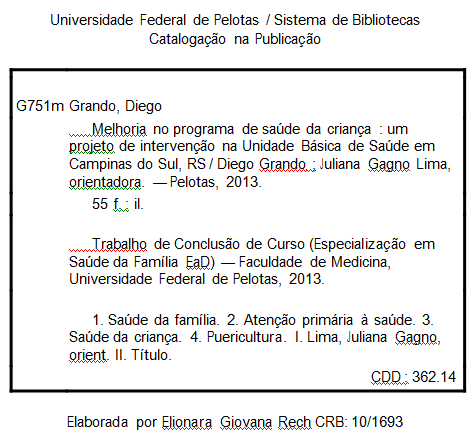 Universidade Federal de Pelotas / Sistema de Bibliotecas
Catalogação na Publicação
G751m Grando, Diego
Melhoria no programa de saúde da criança : um
projeto de intervenção na Unidade Básica de Saúde em
Campinas do Sul, RS / Diego Grando ; Juliana Gagno Lima,
orientadora. — Pelotas, 2013.
55 f. : il.
Trabalho de Conclusão de Curso (Especialização em
Saúde da Família EaD) — Faculdade de Medicina,
Universidade Federal de Pelotas, 2013.
1. Saúde da família. 2. Atenção primária à saúde. 3.
Saúde da criança. 4. Puericultura. I. Lima, Juliana Gagno,
orient. II. Título.
CDD : 362.14
Elaborada por Elionara Giovana Rech CRB: 10/1693